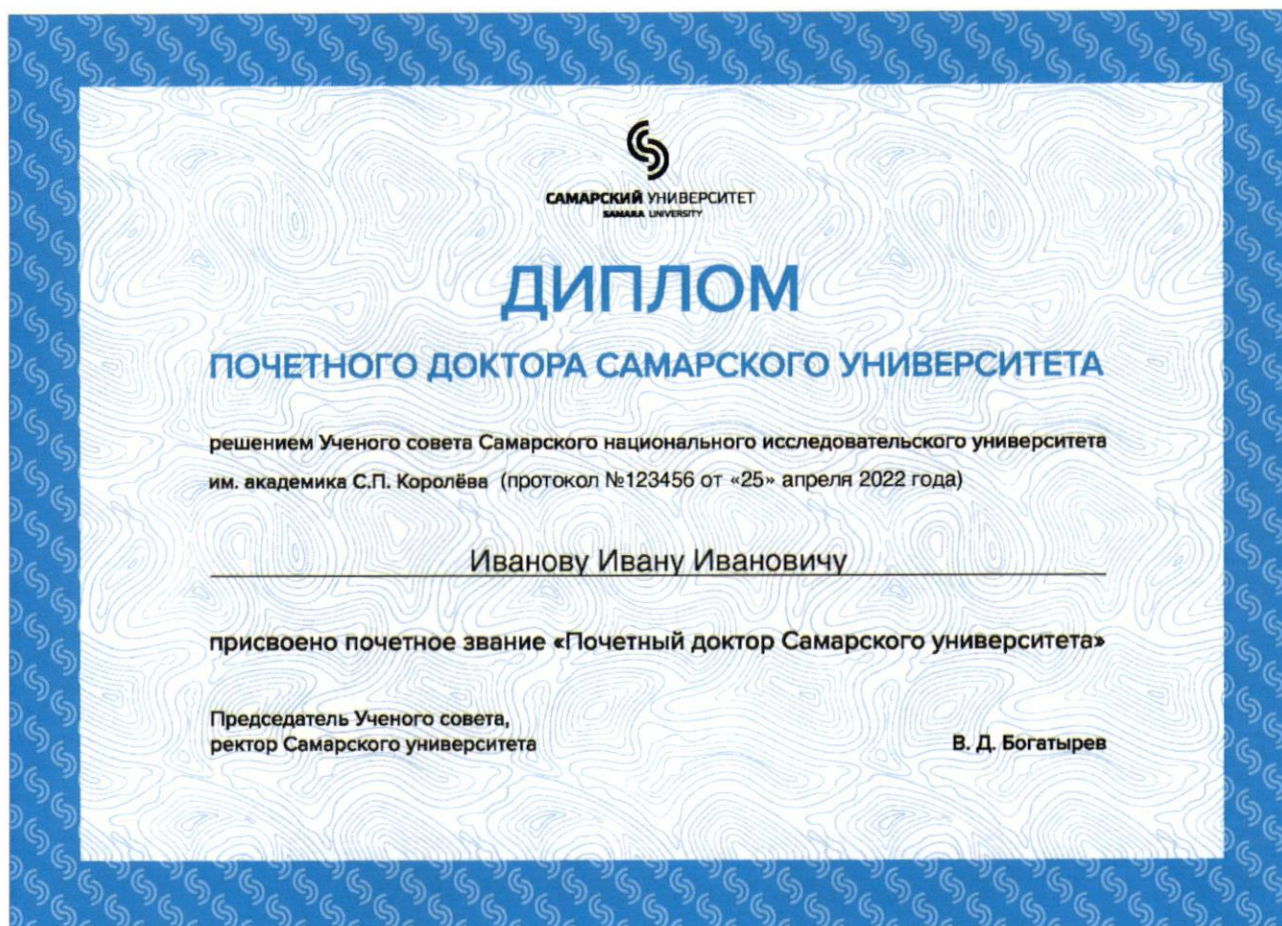 САМАРСКИЙ УНИВЕРСИТЕТ
SAMARA UNIVERSITY
ДИПЛОМ
ПОЧЕТНОГО ДОКТОРА САМАРСКОГО УНИВЕРСИТЕТА
решением Ученого совета Самарского национального исследовательского университета
им. академика С.П. Королёва (протокол №123456 от «25» апреля 2022 года)
Иванову Ивану Ивановичу
присвоено почетное звание «Почетный доктор Самарского университета»
Председатель Ученого совета,
ректор Самарского университета
В. Д. Богатырев